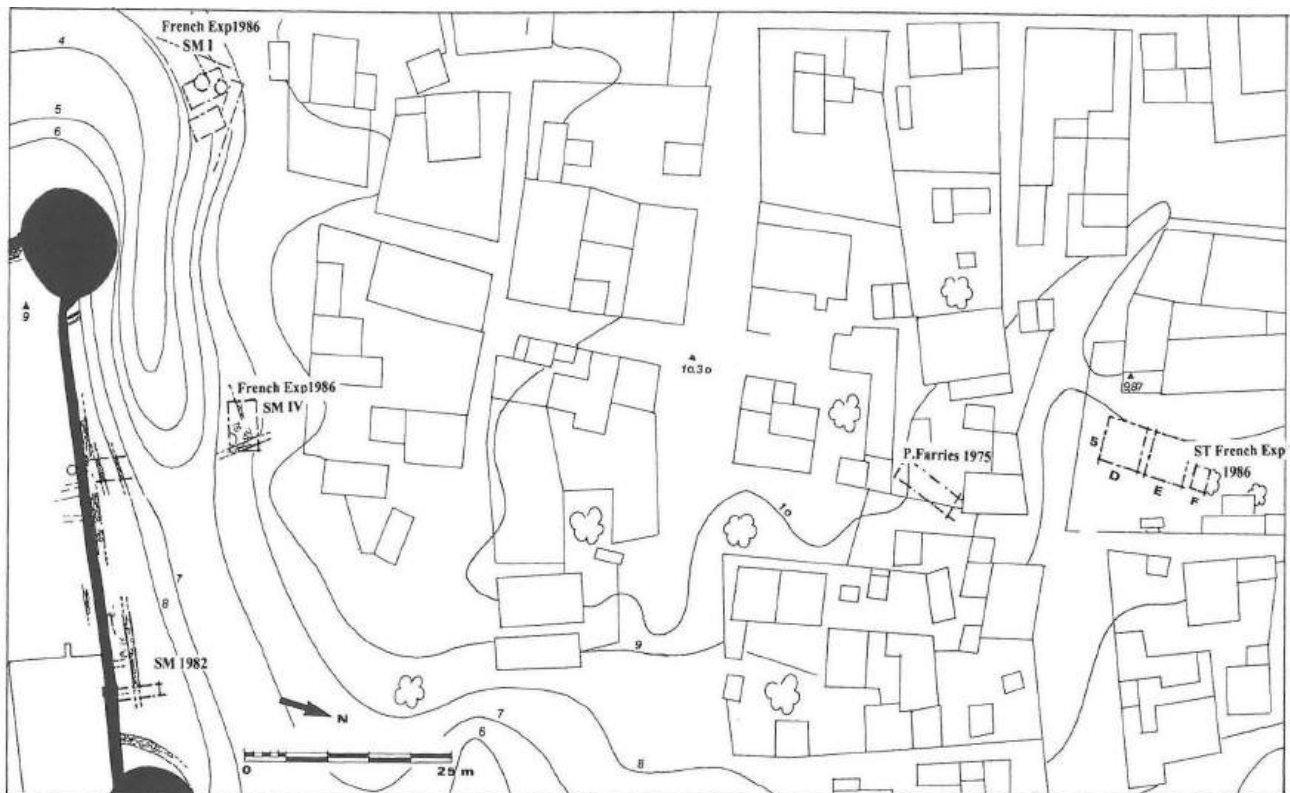 French Exp1986
SM I
4
5
6
9
10.30
French Exp1986
SM IV
9,87
P.Farries 1975
S
D
E
F
ST French Exp
1986
10
7
8
9
SM 1982
N
7
6
8
0 25 m